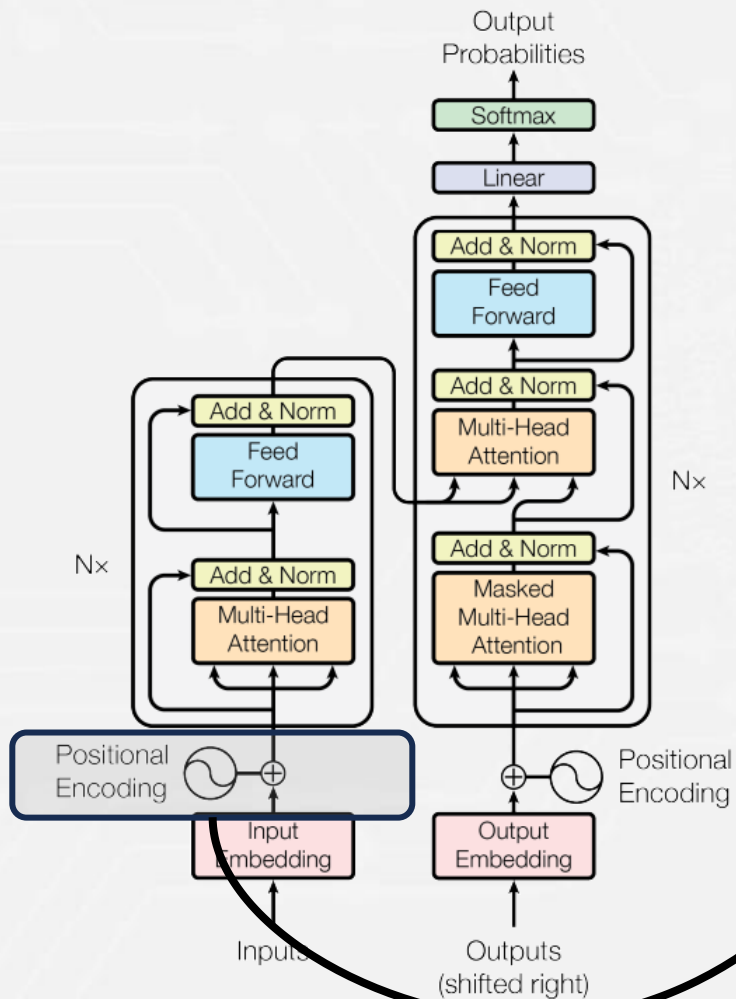 Output
Probabilities
Softmax
Linear
Add & Norm
Feed
Forward
Add & Norm
Multi-Head
Attention
Add & Norm
Masked
Multi-Head
Attention
Nx
Positional
Encoding
Output
Embedding
Outputs
(shifted right)
Add & Norm
Feed
Forward
Add & Norm
Multi-Head
Attention
Nx
Positional
Encoding
Input
Embedding
Inputs